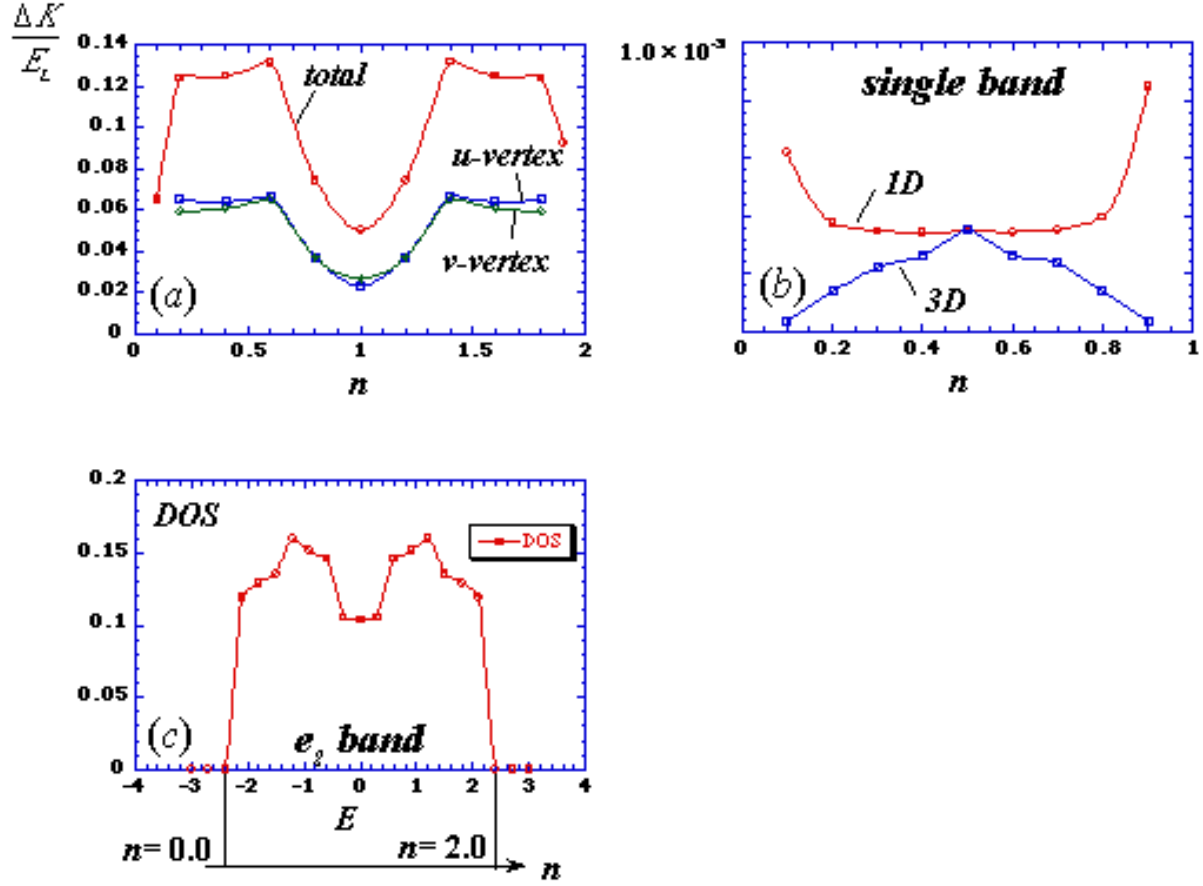 ΔK
E_L
0.14
0.12
0.1
0.08
0.06
0.04
0.02
0
0 0.5 1 1.5 2
n
total
u-vertex
v-vertex
(a)
1.0 × 10⁻³
single band
1D
3D
(b)
0 0.2 0.4 0.6 0.8 1
n
0.2
0.15
0.1
0.05
0
DOS
DOS
(c)
e₂ band
-4 -3 -2 -1 0 1 2 3 4
E
n= 0.0
n= 2.0
n